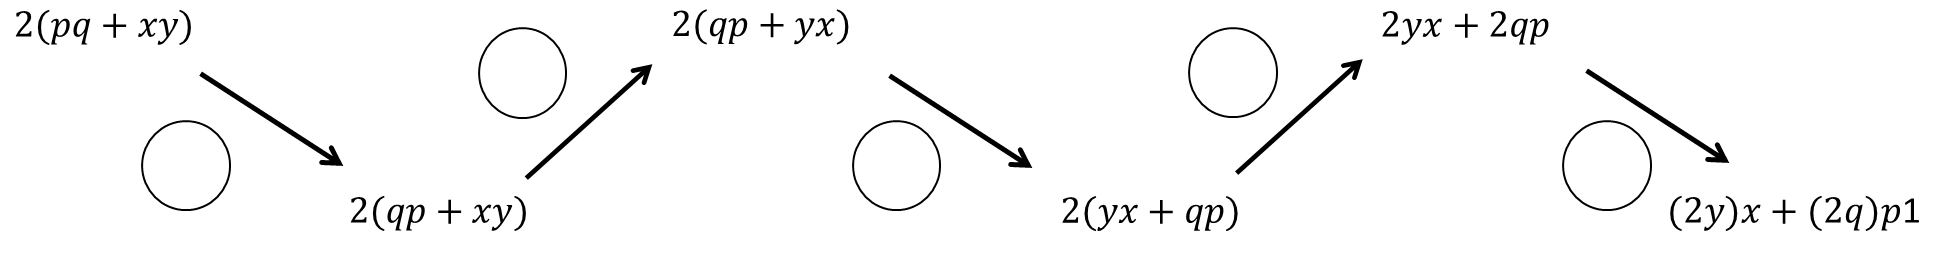 2(pq + xy)
2(qp + xy)
2(qp + yx)
2(yx + qp)
2yx + 2qp
(2y)x + (2q)p1